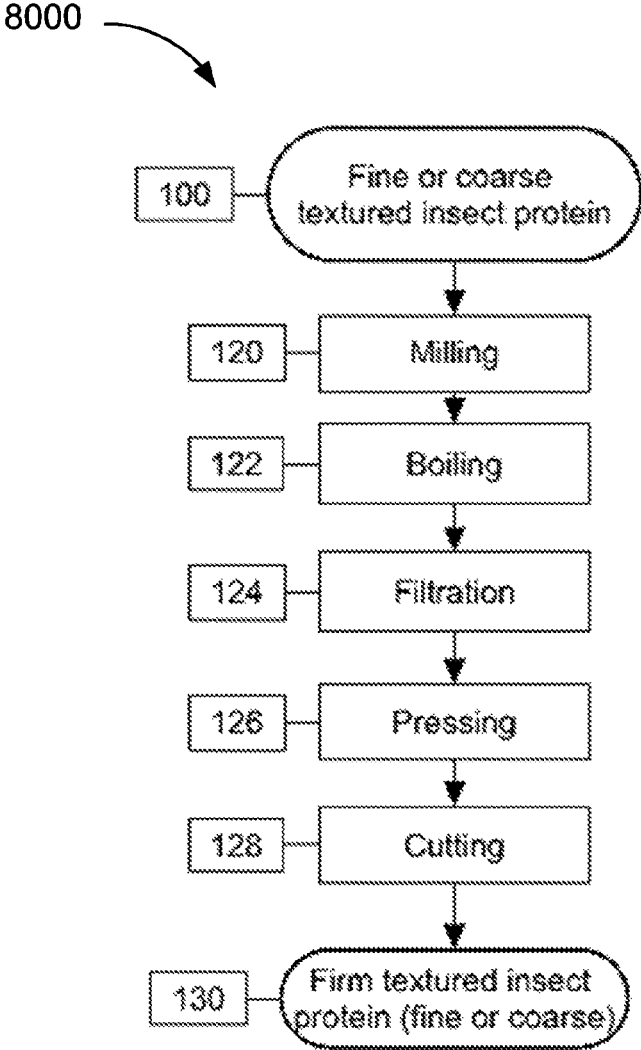 8000
100
Fine or coarse
textured insect protein
120
Milling
122
Boiling
124
Filtration
126
Pressing
128
Cutting
130
Firm textured insect
protein (fine or coarse)